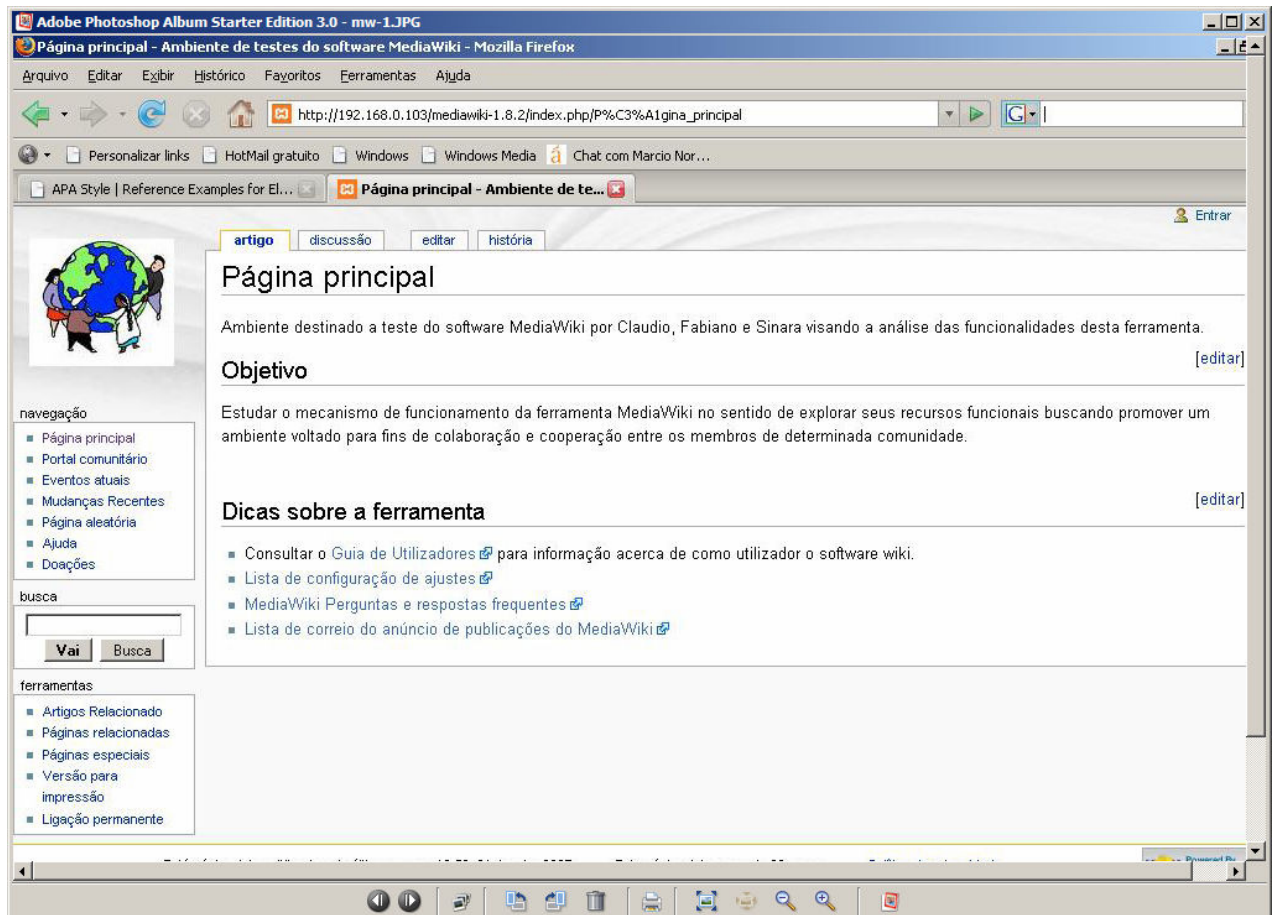 Adobe Photoshop Album Starter Edition 3.0 - mw-1.JPG
Página principal - Ambiente de testes do software MediaWiki - Mozilla Firefox
Arquivo Editar Exibir Histórico Favoritos Ferramentas Ajuda
http://192.168.0.103/mediawiki-1.8.2/index.php/P%C3%A1gina_principal
G
Personalizar links HotMail gratuito Windows Windows Media á Chat com Marcio Nor...
APA Style | Reference Examples for El... Página principal - Ambiente de te...
Entrar
artigo discussão editar história
Página principal
Ambiente destinado a teste do software MediaWiki por Claudio, Fabiano e Sinara visando a análise das funcionalidades desta ferramenta.
[editar]
Objetivo
Estudar o mecanismo de funcionamento da ferramenta MediaWiki no sentido de explorar seus recursos funcionais buscando promover um
ambiente voltado para fins de colaboração e cooperação entre os membros de determinada comunidade.
[editar]
Dicas sobre a ferramenta
Consultar o Guia de Utilizadores para informação acerca de como utilizador o software wiki.
Lista de configuração de ajustes
MediaWiki Perguntas e respostas frequentes
Lista de correio do anúncio de publicações do MediaWiki
navegação
Página principal
Portal comunitário
Eventos atuais
Mudanças Recentes
Página aleatória
Ajuda
Doações
busca
Vai Busca
ferramentas
Artigos Relacionado
Páginas relacionadas
Páginas especiais
Versão para
impressão
Ligação permanente
Powered By